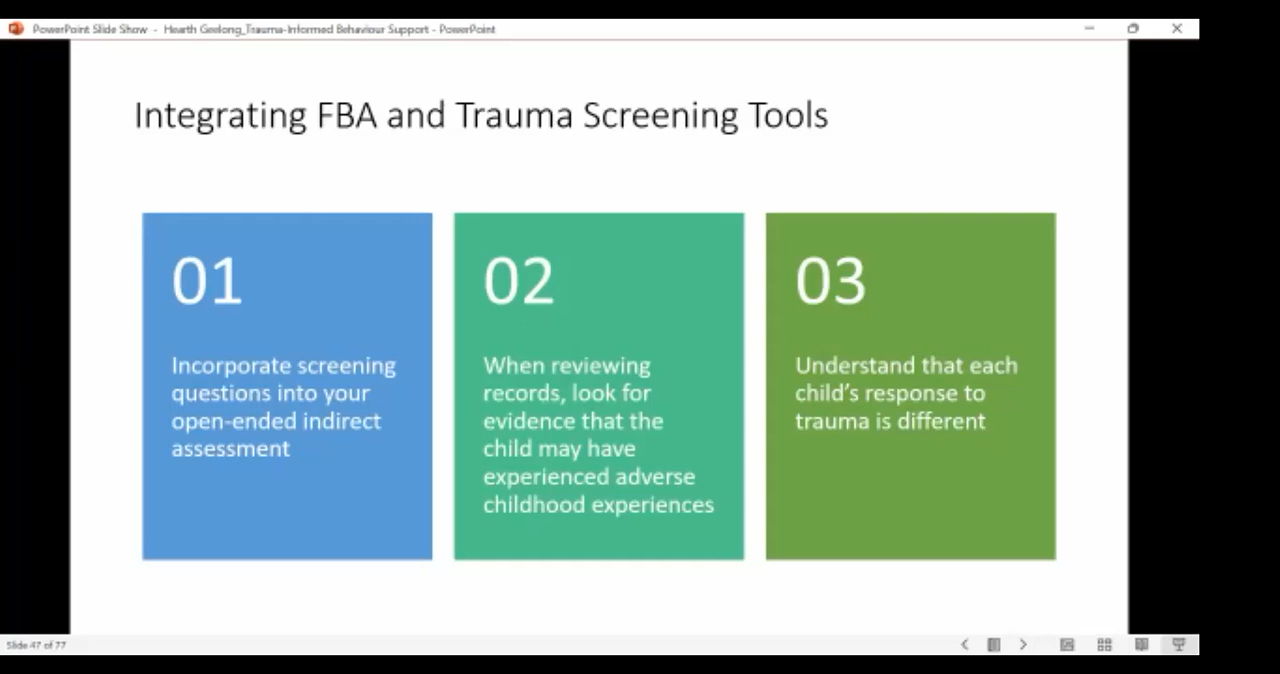 PowerPoint Slide Show - Hearth Geelong_Trauma-Informed Behaviour Support - PowerPoint
Integrating FBA and Trauma Screening Tools
01
Incorporate screening
questions into your
open-ended indirect
assessment
02
When reviewing
records, look for
evidence that the
child may have
experienced adverse
childhood experiences
03
Understand that each
child’s response to
trauma is different
Slide 47 of 77